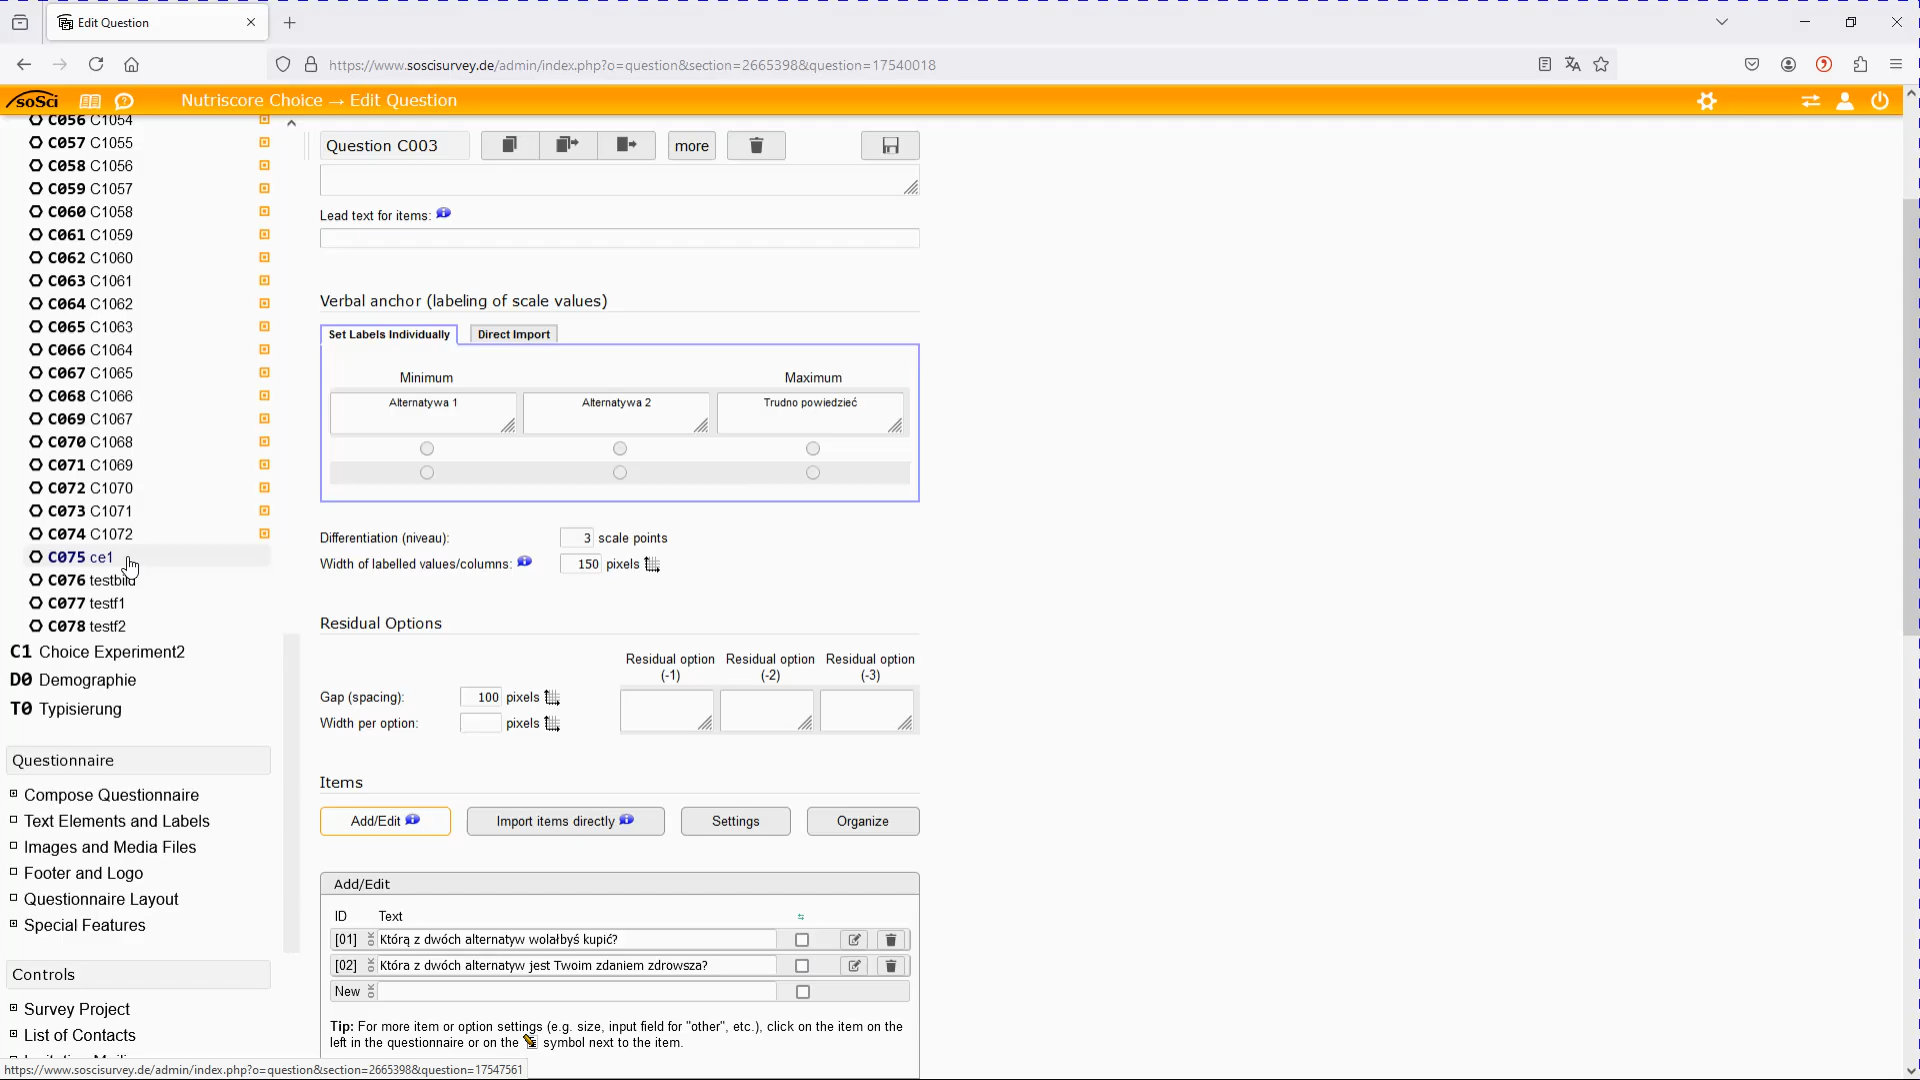 Edit Question
https://www.soscisurvey.de/admin/index.php?o=question&section=2665398&question=17540018
soSci
Nutriscore Choice → Edit Question
C056 C1054
C057 C1055
C058 C1056
C059 C1057
C060 C1058
C061 C1059
C062 C1060
C063 C1061
C064 C1062
C065 C1063
C066 C1064
C067 C1065
C068 C1066
C069 C1067
C070 C1068
C071 C1069
C072 C1070
C073 C1071
C074 C1072
C075 ce1
C076 testbild
C077 testf1
C078 testf2
C1 Choice Experiment2
D0 Demographie
T0 Typisierung
Questionnaire
Compose Questionnaire
Text Elements and Labels
Images and Media Files
Footer and Logo
Questionnaire Layout
Special Features
Controls
Survey Project
List of Contacts
https://www.soscisurvey.de/admin/index.php?o=question&section=2665398&question=17547561
Question C003
more
Lead text for items:
Verbal anchor (labeling of scale values)
Set Labels Individually Direct Import
Minimum Maximum
Alternatywa 1 Alternatywa 2 Trudno powiedzieć
Differentiation (niveau): 3 scale points
Width of labelled values/columns: 150 pixels
Residual Options
Residual option (-1) Residual option (-2) Residual option (-3)
Gap (spacing): 100 pixels
Width per option: pixels
Items
Add/Edit Import items directly Settings Organize
Add/Edit
ID Text
[01] Którą z dwóch alternatyw wolałbyś kupić?
[02] Która z dwóch alternatyw jest Twoim zdaniem zdrowsza?
New
Tip: For more item or option settings (e.g. size, input field for "other", etc.), click on the item on the
left in the questionnaire or on the symbol next to the item.